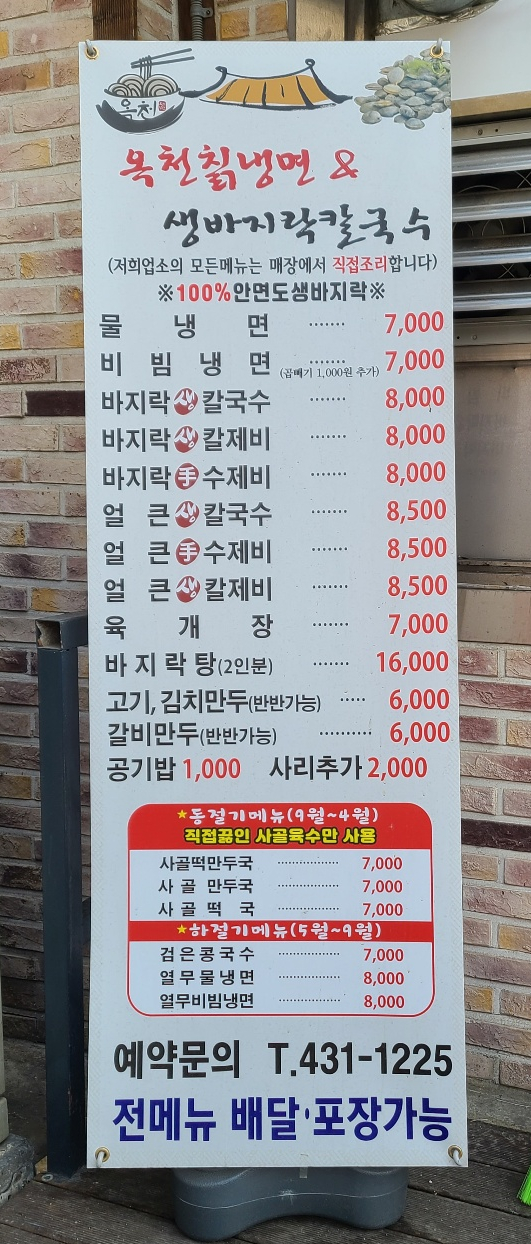 옥천
옥천칡냉면 &
생바지락칼국수
(저희업소의 모든메뉴는 매장에서 직접조리합니다)
※100%안면도생바지락※
물냉면 ······· 7,000
비빔냉면 (곱빼기 1,000원 추가) ······· 7,000
바지락 생 칼국수 ······· 8,000
바지락 생 칼제비 ······· 8,000
바지락 手 수제비 ······· 8,000
얼큰 생 칼국수 ······· 8,500
얼큰 手 수제비 ······· 8,500
얼큰 생 칼제비 ······· 8,500
육개장 ······· 7,000
바지락탕(2인분) ······· 16,000
고기, 김치만두(반반가능) ····· 6,000
갈비만두(반반가능) ·········· 6,000
공기밥 1,000 사리추가 2,000
★동절기메뉴(9월~4월)
직접끓인 사골육수만 사용
사골떡만두국 ·············· 7,000
사골 만두국 ·············· 7,000
사골떡국 ·············· 7,000
★하절기메뉴(5월~9월)
검은콩국수 ·············· 7,000
열무물냉면 ·············· 8,000
열무비빔냉면 ·············· 8,000
예약문의 T.431-1225
전메뉴 배달·포장가능